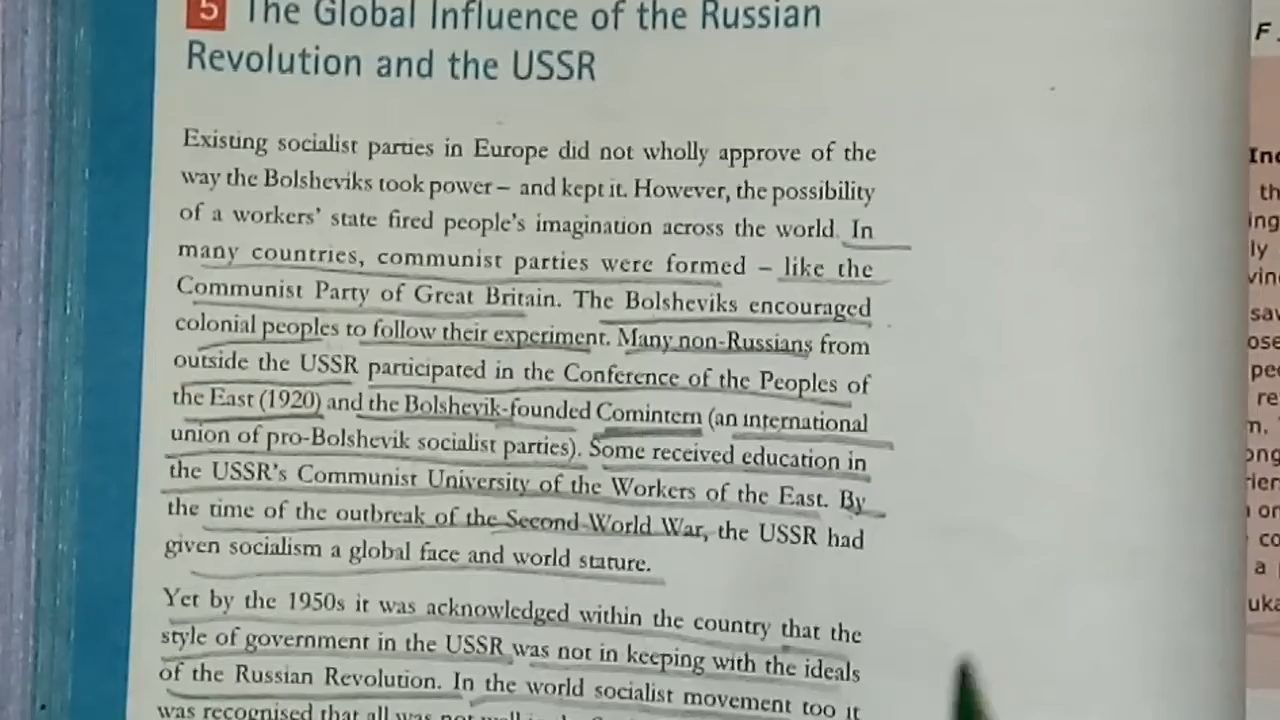 5 The Global Influence of the Russian
Revolution and the USSR
Existing socialist parties in Europe did not wholly approve of the
way the Bolsheviks took power – and kept it. However, the possibility
of a workers' state fired people's imagination across the world. In
many countries, communist parties were formed – like the
Communist Party of Great Britain. The Bolsheviks encouraged
colonial peoples to follow their experiment. Many non-Russians from
outside the USSR participated in the Conference of the Peoples of
the East (1920) and the Bolshevik-founded Comintern (an international
union of pro-Bolshevik socialist parties). Some received education in
the USSR's Communist University of the Workers of the East. By
the time of the outbreak of the Second World War, the USSR had
given socialism a global face and world stature.
Yet by the 1950s it was acknowledged within the country that the
style of government in the USSR was not in keeping with the ideals
of the Russian Revolution. In the world socialist movement too it
was recognised that all was not well
F
th
ly
a